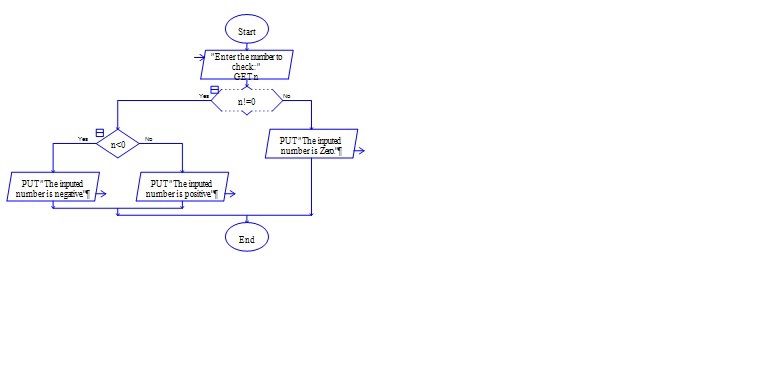 Start
"Enter the number to
check:"
GET n
Yes
n!=0
No
Yes
n<0
No
PUT "The inputed
number is Zero"¶
PUT "The inputed
number is negative"¶
PUT "The inputed
number is positive"¶
End